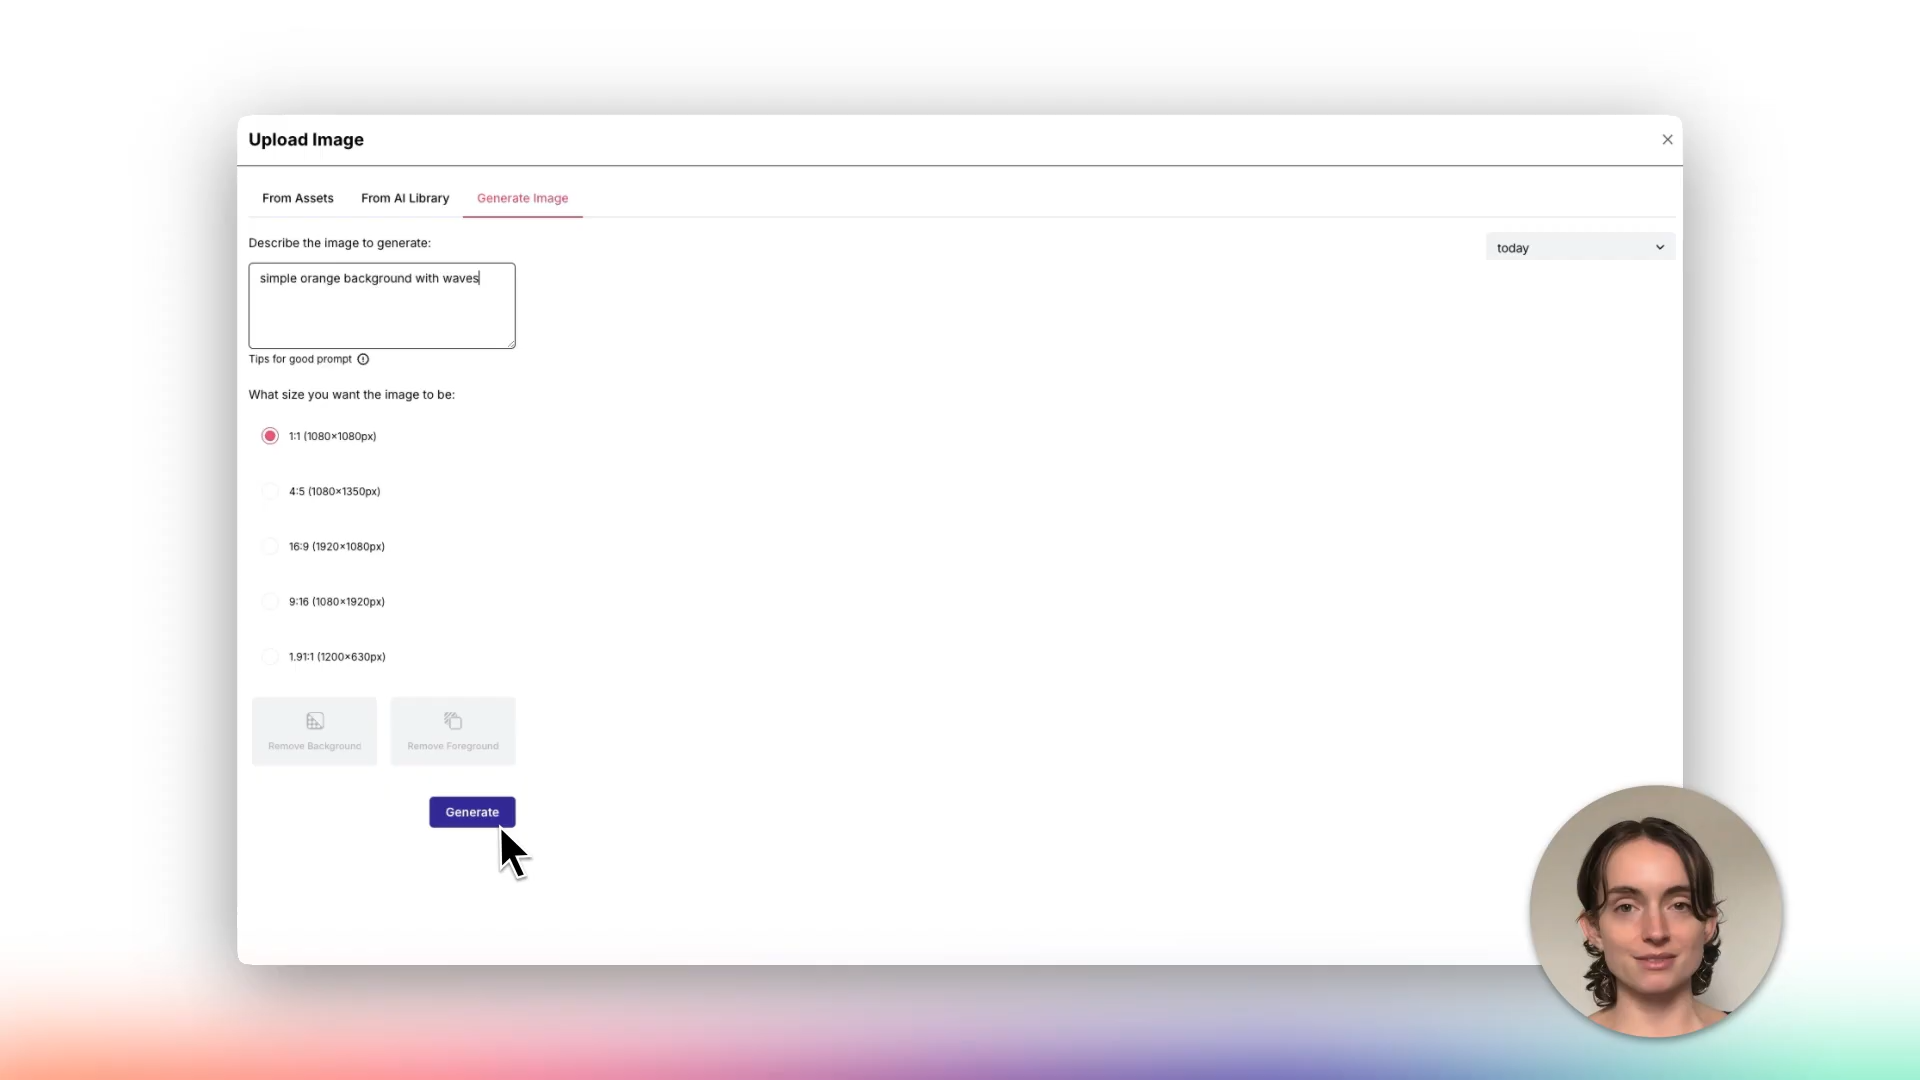 Upload Image
From Assets
From AI Library
Generate Image
Describe the image to generate:
today
simple orange background with waves
Tips for good prompt
What size you want the image to be:
1:1 (1080×1080px)
4:5 (1080×1350px)
16:9 (1920×1080px)
9:16 (1080×1920px)
1.91:1 (1200×630px)
Remove Background
Remove Foreground
Generate